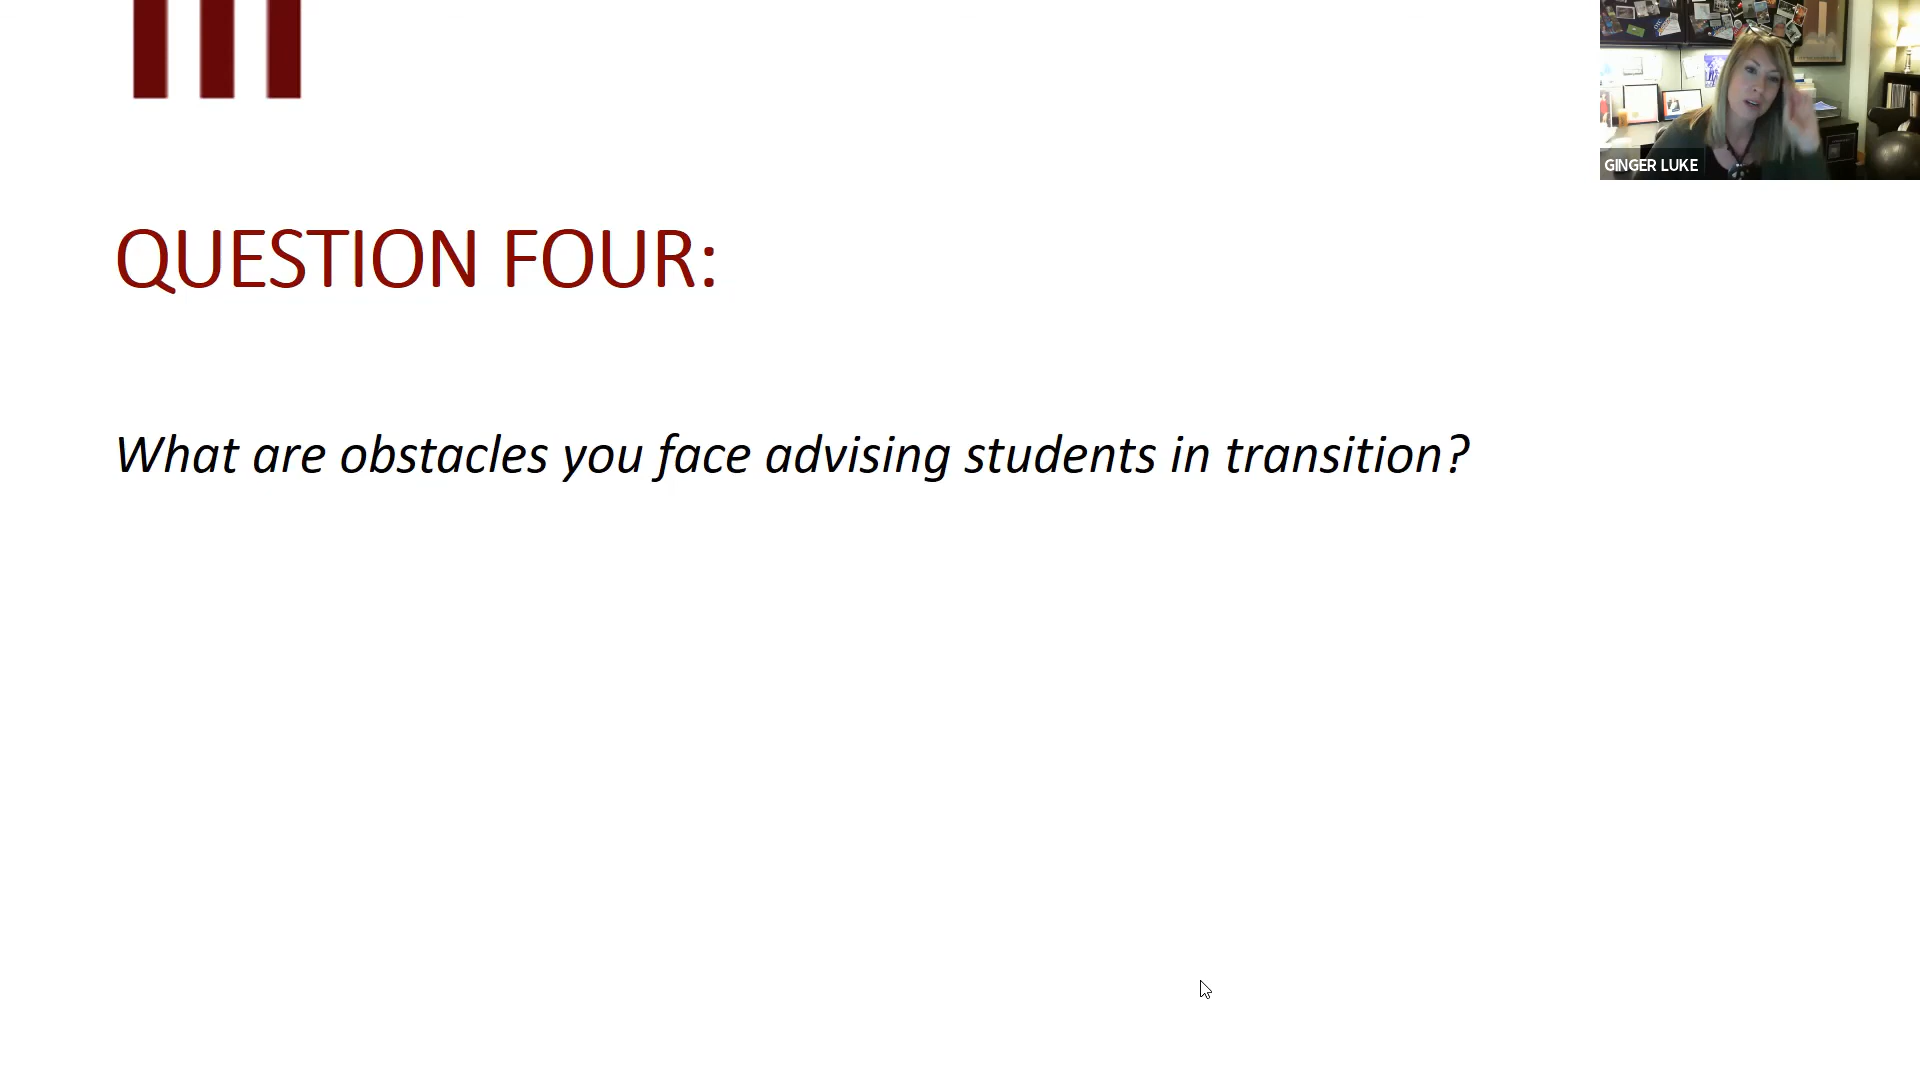 GINGER LUKE
QUESTION FOUR:
What are obstacles you face advising students in transition?